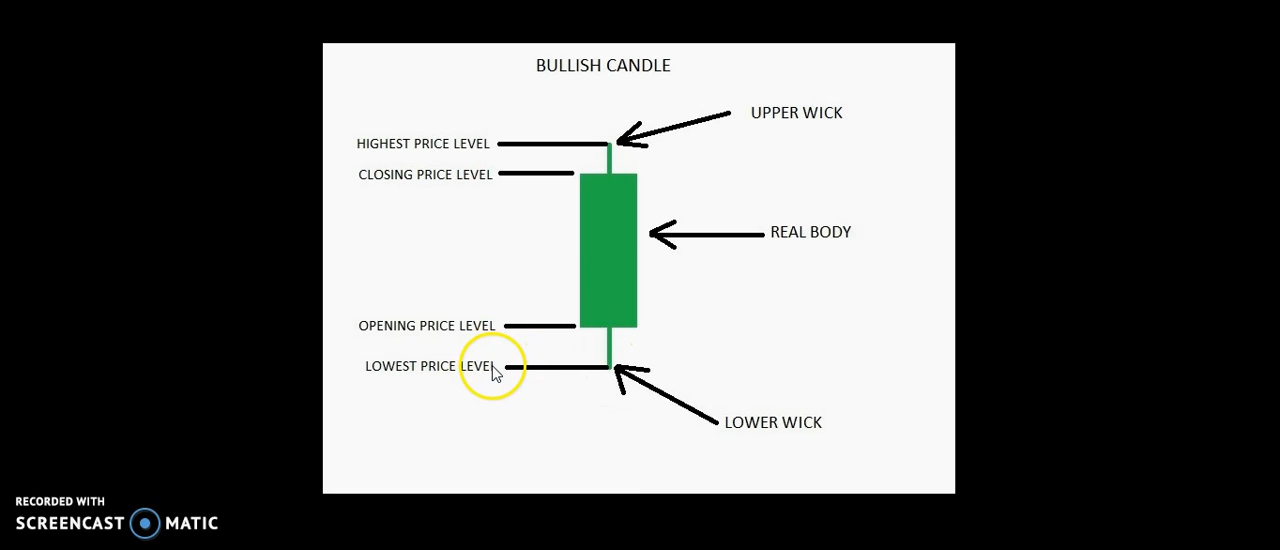 BULLISH CANDLE
UPPER WICK
HIGHEST PRICE LEVEL
CLOSING PRICE LEVEL
REAL BODY
OPENING PRICE LEVEL
LOWEST PRICE LEVEL
LOWER WICK
RECORDED WITH
SCREENCAST MATIC